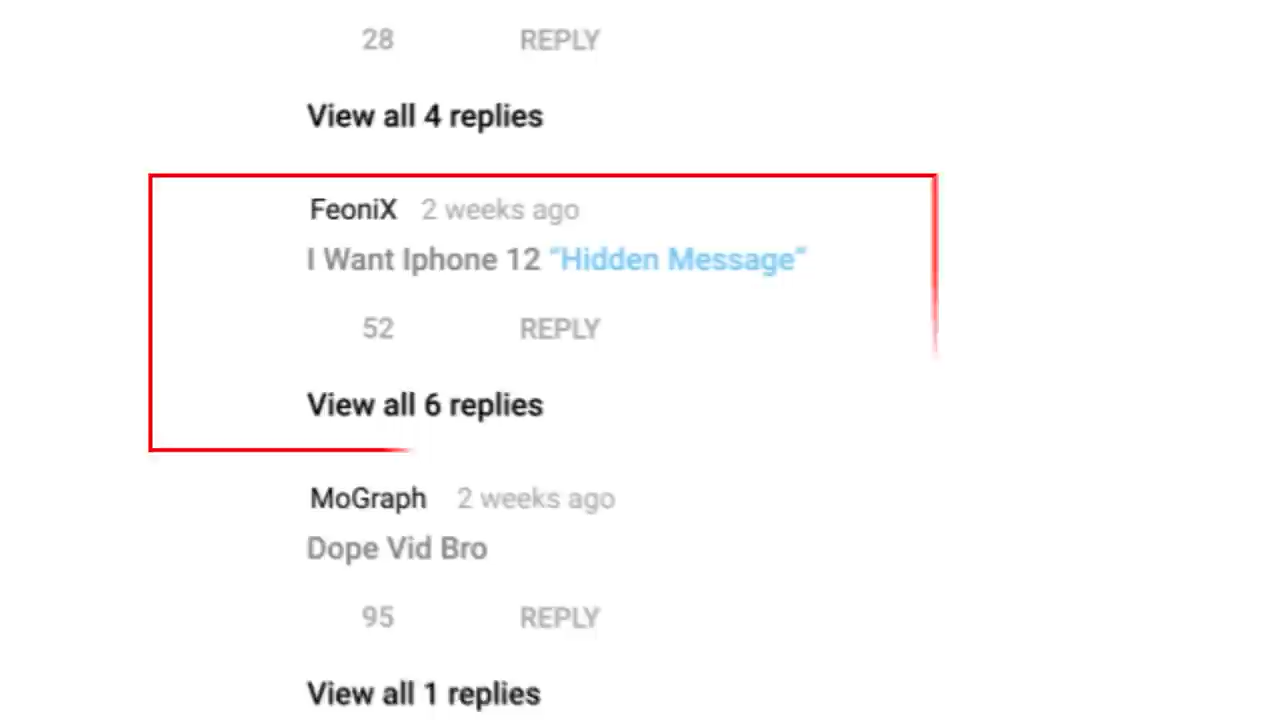 28 REPLY
View all 4 replies
FeoniX 2 weeks ago
I Want Iphone 12 “Hidden Message”
52 REPLY
View all 6 replies
MoGraph 2 weeks ago
Dope Vid Bro
95 REPLY
View all 1 replies